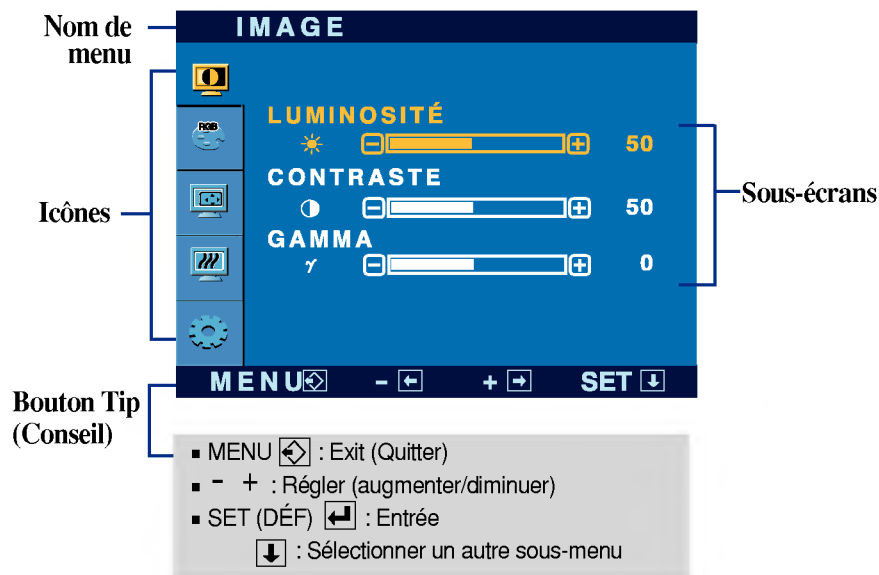 Nom de
menu
IMAGE
RGB
LUMINOSITÉ
50
CONTRASTE
50
GAMMA
γ
0
Icônes
Sous-écrans
MENU - + SET
Bouton Tip
(Conseil)
▪ MENU : Exit (Quitter)
▪ - + : Régler (augmenter/diminuer)
▪ SET (DÉF) : Entrée
: Sélectionner un autre sous-menu